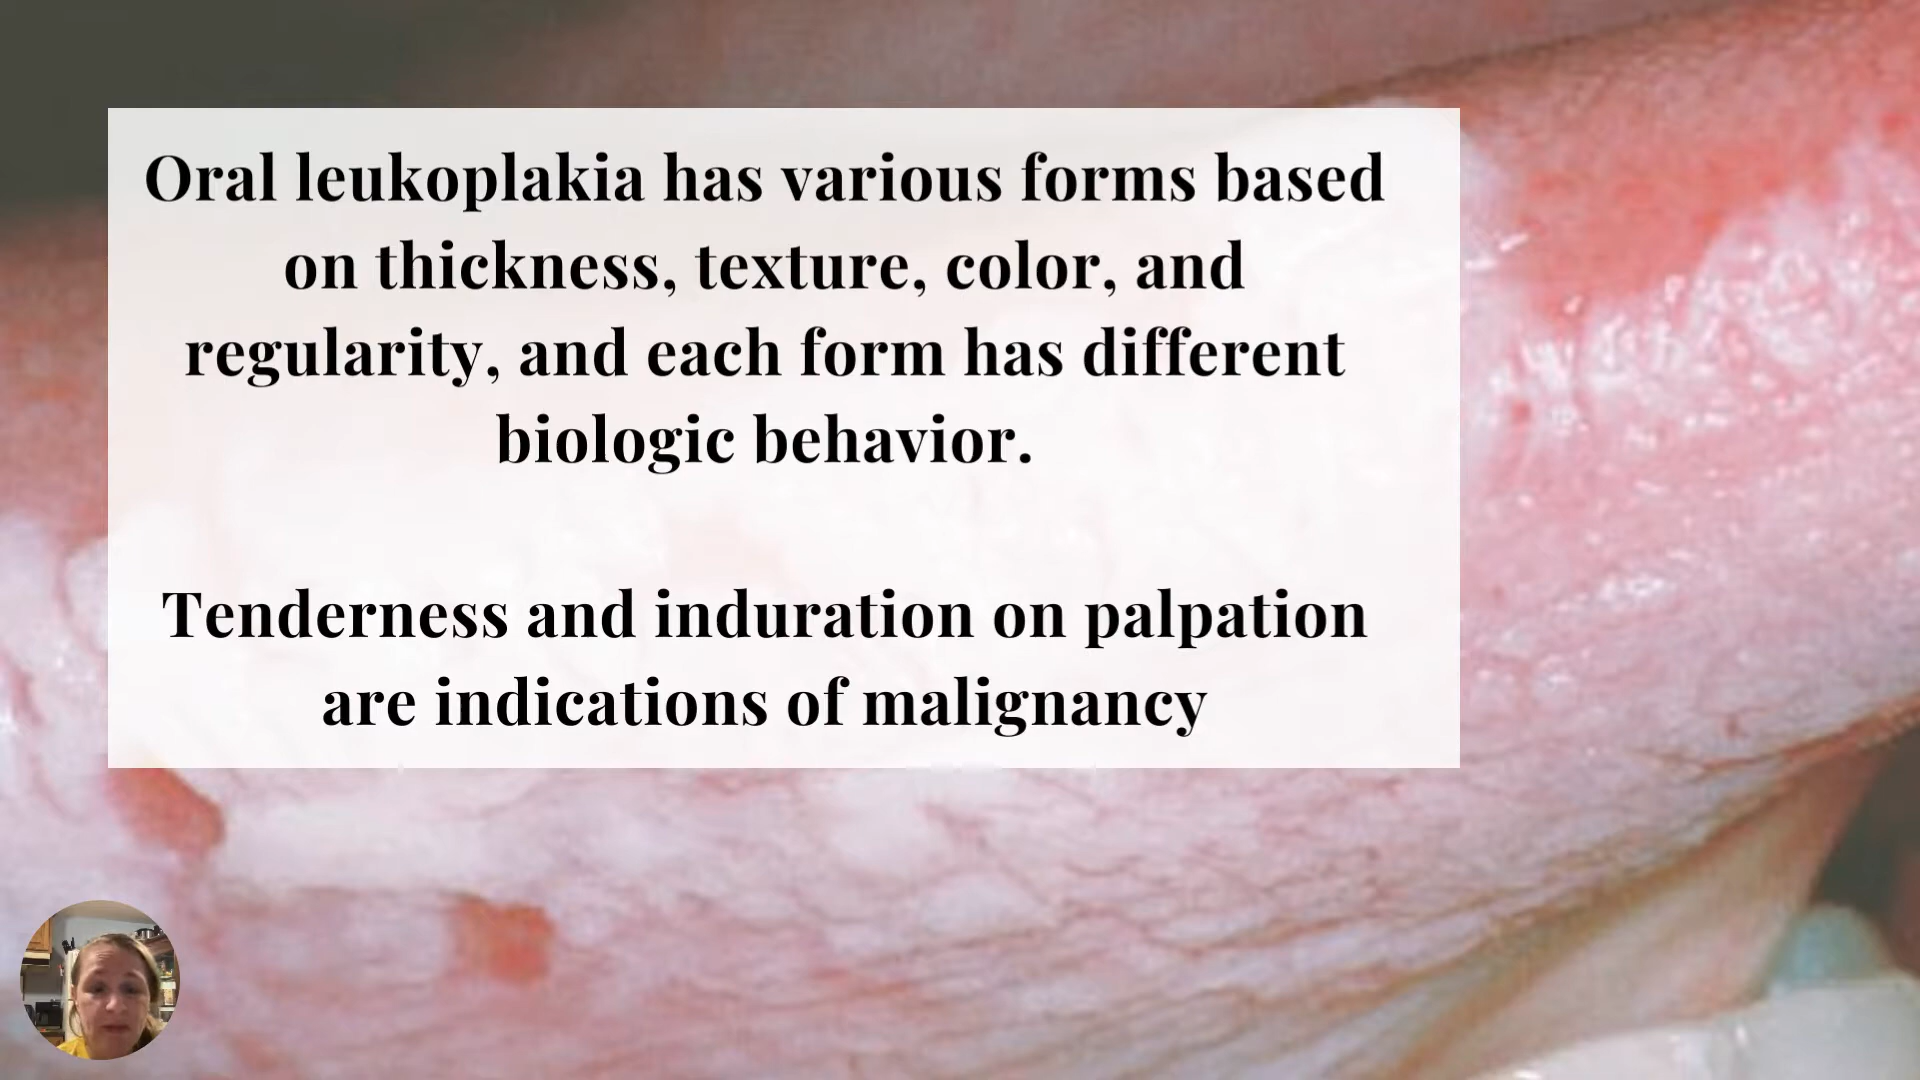 Oral leukoplakia has various forms based
on thickness, texture, color, and
regularity, and each form has different
biologic behavior.
Tenderness and induration on palpation
are indications of malignancy